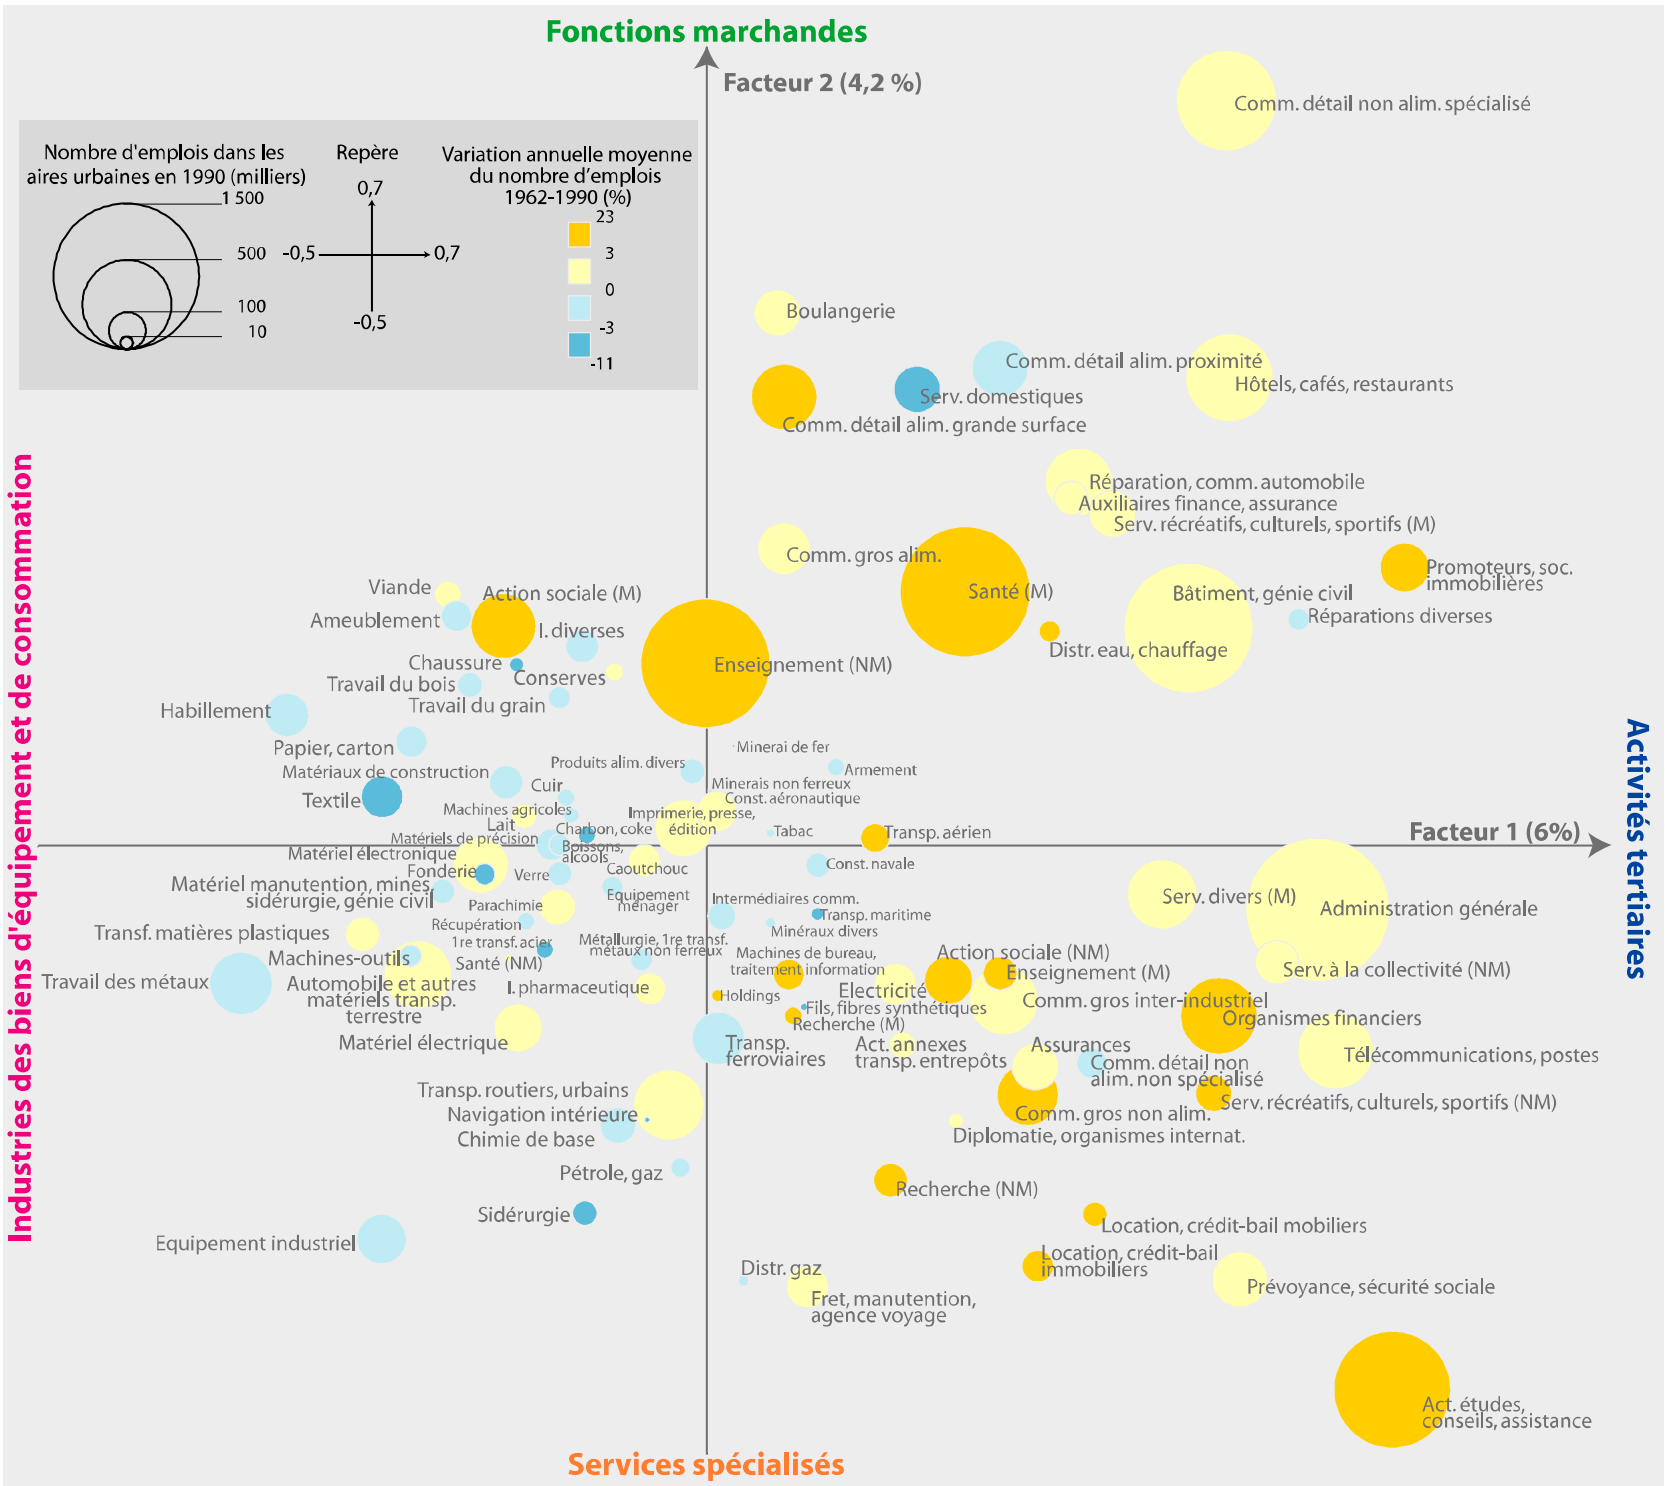 Fonctions marchandes
Facteur 2 (4,2 %)
Comm. détail non alim. spécialisé
Nombre d'emplois dans les
aires urbaines en 1990 (milliers)
1 500
500
100
10
Repère
0,7
-0,5
0,7
-0,5
Variation annuelle moyenne
du nombre d'emplois
1962-1990 (%)
23
3
0
-3
-11
Boulangerie
Comm. détail alim. proximité
Hôtels, cafés, restaurants
Serv. domestiques
Comm. détail alim. grande surface
Réparation, comm. automobile
Auxiliaires finance, assurance
Serv. récréatifs, culturels, sportifs (M)
Comm. gros alim.
Promoteurs, soc.
immobilières
Santé (M)
Bâtiment, génie civil
Réparations diverses
Distr. eau, chauffage
Viande
Action sociale (M)
Ameublement
I. diverses
Chaussure
Enseignement (NM)
Conserves
Travail du bois
Travail du grain
Habillement
Papier, carton
Minerai de fer
Produits alim. divers
Armement
Matériaux de construction
Cuir
Minerais non ferreux
Textile
Const. aéronautique
Machines agricoles
Imprimerie, presse,
édition
Lait
Charbon, coke
Tabac
Transp. aérien
Facteur 1 (6%)
Matériels de précision
Boissons,
alcools
Matériel électronique
Const. navale
Fonderie
Verre
Caoutchouc
Matériel manutention, mines,
sidérurgie, génie civil
Equipement
ménager
Intermédiaires comm.
Serv. divers (M)
Administration générale
Parachimie
Récupération
Transp. maritime
Minéraux divers
Transf. matières plastiques
1re transf. acier
Métallurgie, 1re transf.
métaux non ferreux
Machines de bureau,
traitement information
Action sociale (NM)
Machines-outils
Santé (NM)
Enseignement (M)
Serv. à la collectivité (NM)
Travail des métaux
Automobile et autres
matériels transp.
terrestre
I. pharmaceutique
Electricité
Holdings
Comm. gros inter-industriel
Fils, fibres synthétiques
Recherche (M)
Organismes financiers
Matériel électrique
Transp.
ferroviaires
Act. annexes
transp. entrepôts
Assurances
Télécommunications, postes
Comm. détail non
alim. non spécialisé
Transp. routiers, urbains
Navigation intérieure
Serv. récréatifs, culturels, sportifs (NM)
Comm. gros non alim.
Chimie de base
Diplomatie, organismes internat.
Pétrole, gaz
Recherche (NM)
Sidérurgie
Location, crédit-bail mobiliers
Equipement industriel
Location, crédit-bail
immobiliers
Distr. gaz
Prévoyance, sécurité sociale
Fret, manutention,
agence voyage
Act. études,
conseils, assistance
Services spécialisés
Industries des biens d'équipement et de consommation
Activités tertiaires